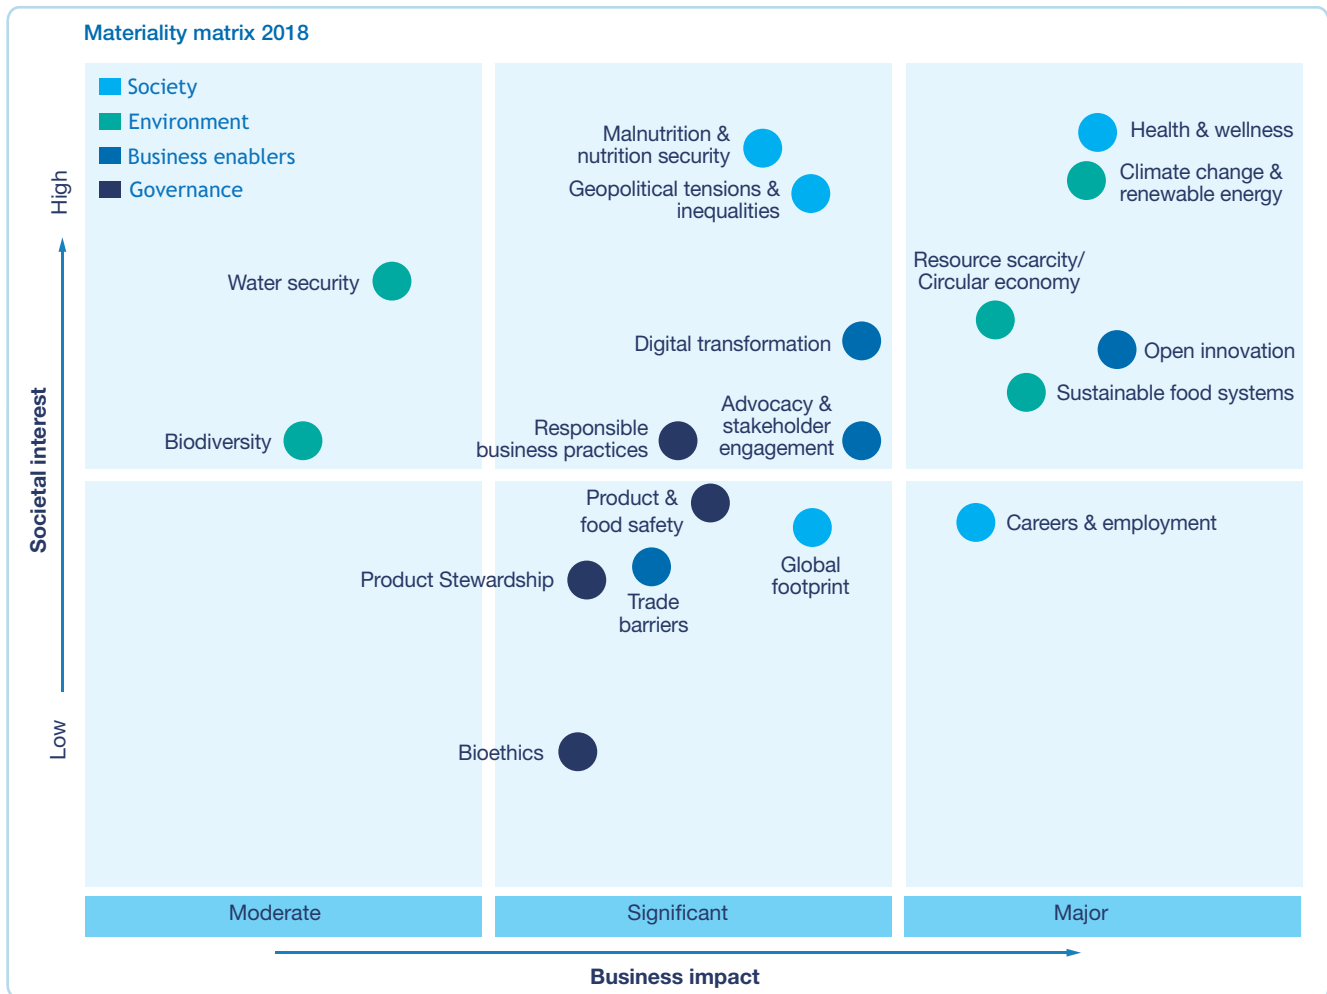 Materiality matrix 2018
Society
Environment
Business enablers
Governance
Malnutrition &
nutrition security
Geopolitical tensions &
inequalities
Health & wellness
Climate change &
renewable energy
Water security
Resource scarcity/
Circular economy
Digital transformation
Open innovation
Sustainable food systems
Biodiversity
Responsible
business practices
Advocacy &
stakeholder
engagement
Product &
food safety
Global
footprint
Careers & employment
Product Stewardship
Trade
barriers
Bioethics
High
Societal interest
Low
Moderate
Significant
Major
Business impact